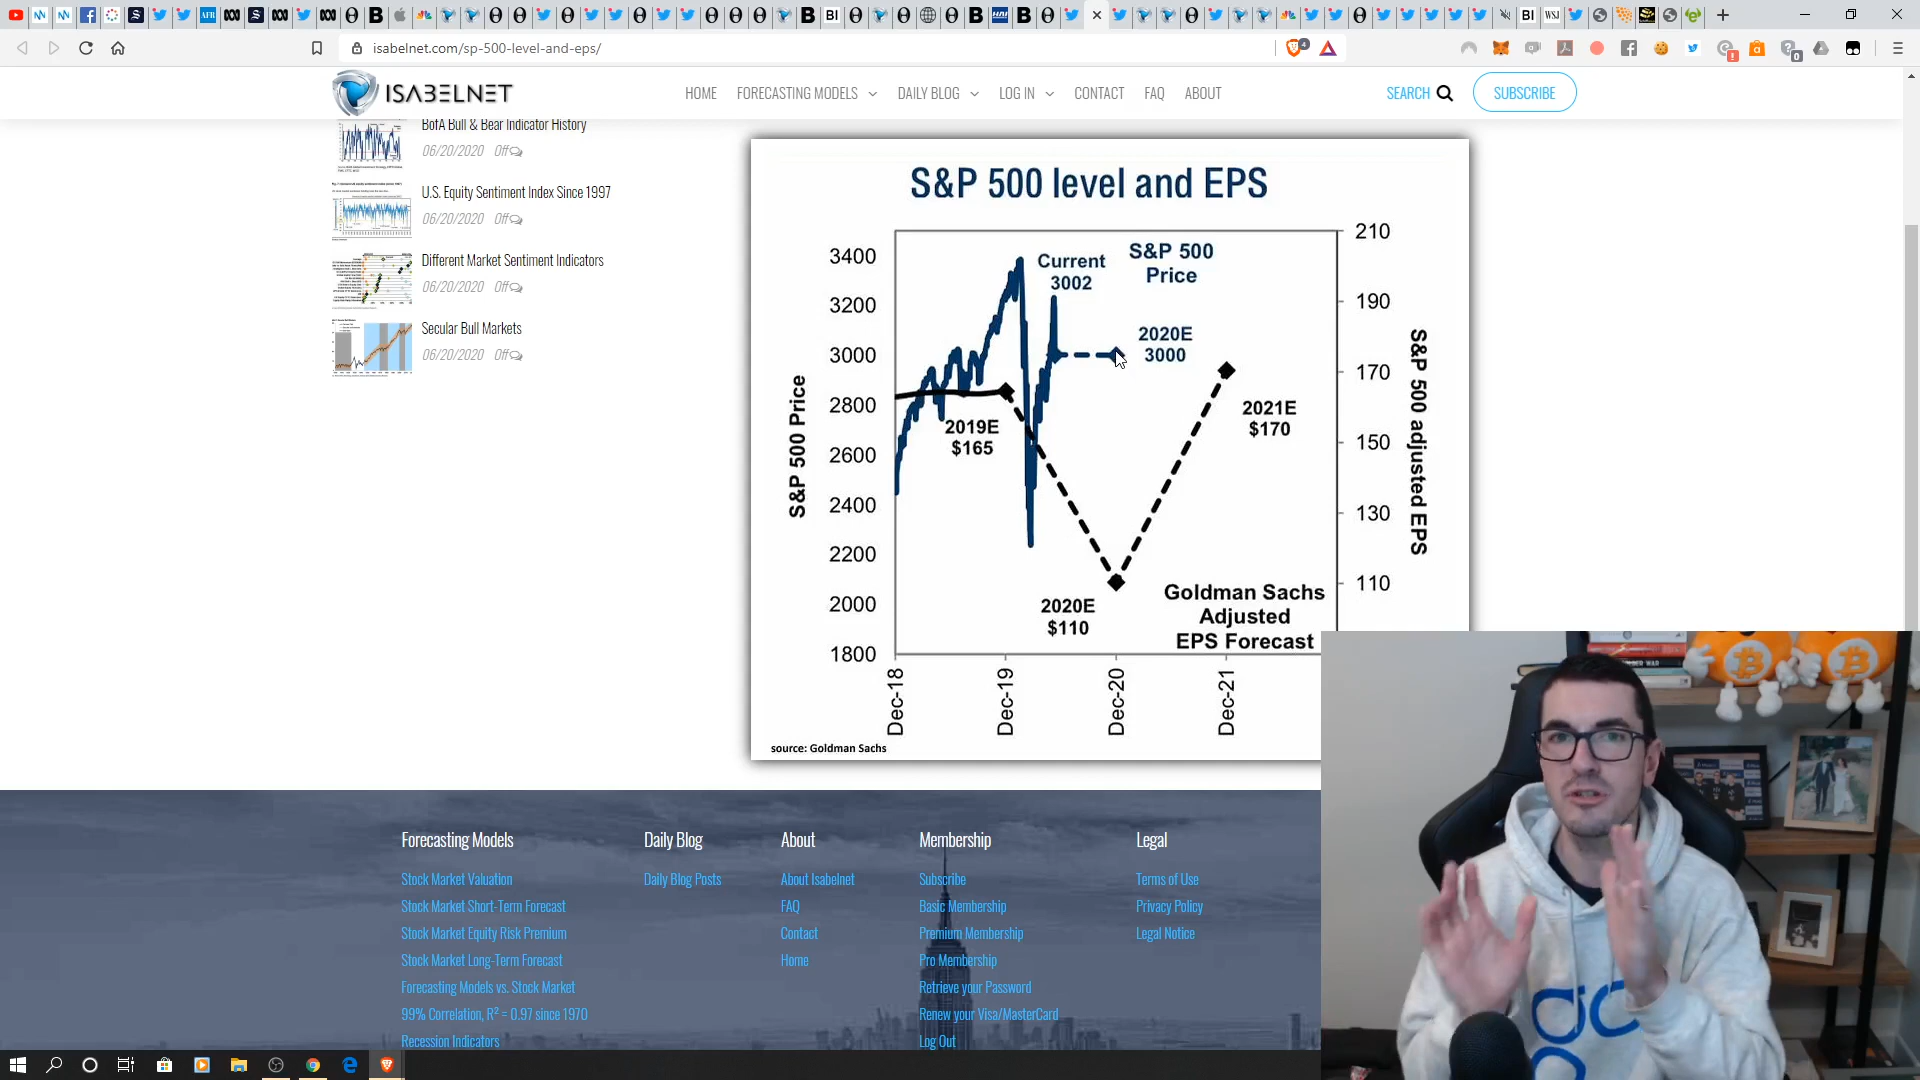 isabelnet.com/sp-500-level-and-eps/
ISABELNET
HOME
FORECASTING MODELS
DAILY BLOG
LOG IN
CONTACT
FAQ
ABOUT
SEARCH
SUBSCRIBE
BofA Bull & Bear Indicator History
06/20/2020 Off
U.S. Equity Sentiment Index Since 1997
06/20/2020 Off
Different Market Sentiment Indicators
06/20/2020 Off
Secular Bull Markets
06/20/2020 Off
S&P 500 level and EPS
S&P 500 Price
3400
3200
3000
2800
2600
2400
2200
2000
1800
Current
3002
S&P 500
Price
2020E
3000
2019E
$165
2021E
$170
2020E
$110
Goldman Sachs
Adjusted
EPS Forecast
210
190
170
150
130
110
S&P 500 adjusted EPS
Dec-18
Dec-19
Dec-20
Dec-21
source: Goldman Sachs
Forecasting Models
Stock Market Valuation
Stock Market Short-Term Forecast
Stock Market Equity Risk Premium
Stock Market Long-Term Forecast
Forecasting Models vs. Stock Market
99% Correlation, R² = 0.97 since 1970
Recession Indicators
Daily Blog
Daily Blog Posts
About
About Isabelnet
FAQ
Contact
Home
Membership
Subscribe
Basic Membership
Premium Membership
Pro Membership
Retrieve your Password
Renew your Visa/MasterCard
Log Out
Legal
Terms of Use
Privacy Policy
Legal Notice